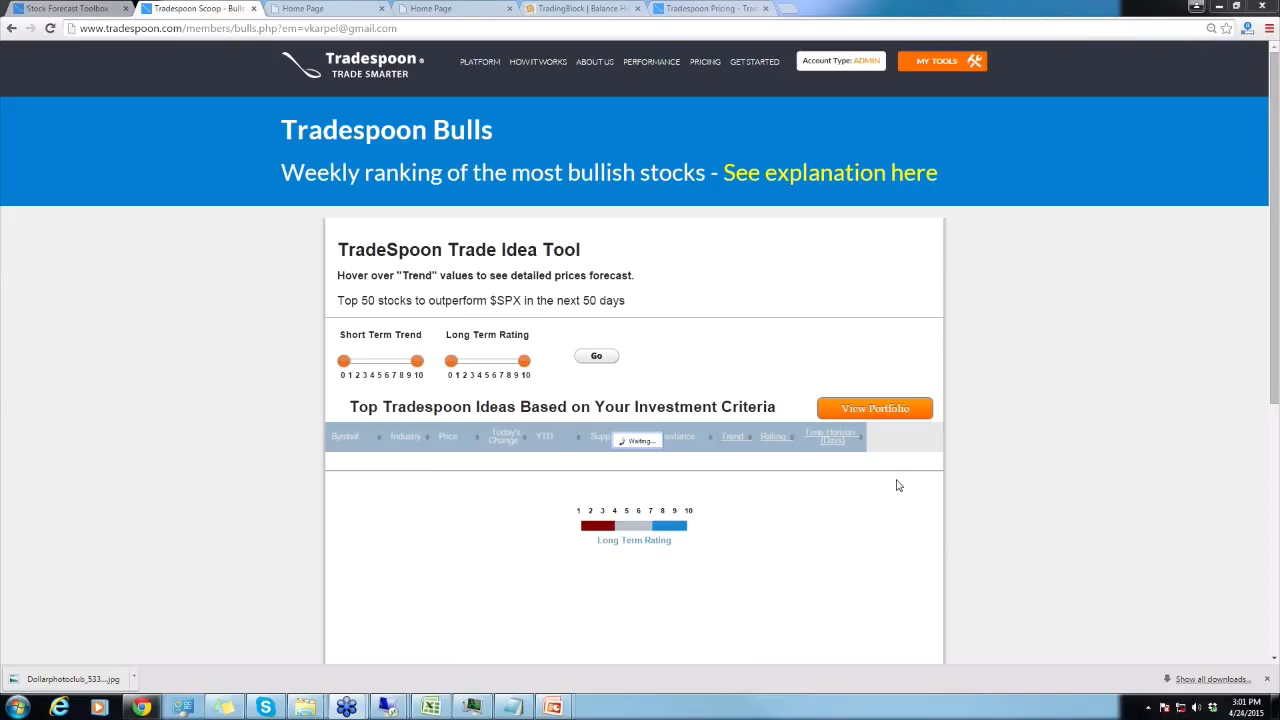 Stock Forecast Toolbox
Tradespoon Scoop - Bulls
Home Page
Home Page
TradingBlock | Balance H
Tradespoon Pricing - Trad
www.tradespoon.com/members/bulls.php?em=vkarpel@gmail.com
Tradespoon®
TRADE SMARTER
PLATFORM HOW IT WORKS ABOUT US PERFORMANCE PRICING GET STARTED
Account Type: ADMIN
MY TOOLS
Tradespoon Bulls
Weekly ranking of the most bullish stocks - See explanation here
TradeSpoon Trade Idea Tool
Hover over "Trend" values to see detailed prices forecast.
Top 50 stocks to outperform $SPX in the next 50 days
Short Term Trend Long Term Rating
Go
0 1 2 3 4 5 6 7 8 9 10 0 1 2 3 4 5 6 7 8 9 10
Top Tradespoon Ideas Based on Your Investment Criteria
View Portfolio
Symbol Industry Price Today's Change YTD Supp Waiting... sistance Trend Rating Time Horizon (Days)
1 2 3 4 5 6 7 8 9 10
Long Term Rating
Dollarphotoclub_533....jpg
Show all downloads...
3:01 PM
4/24/2015